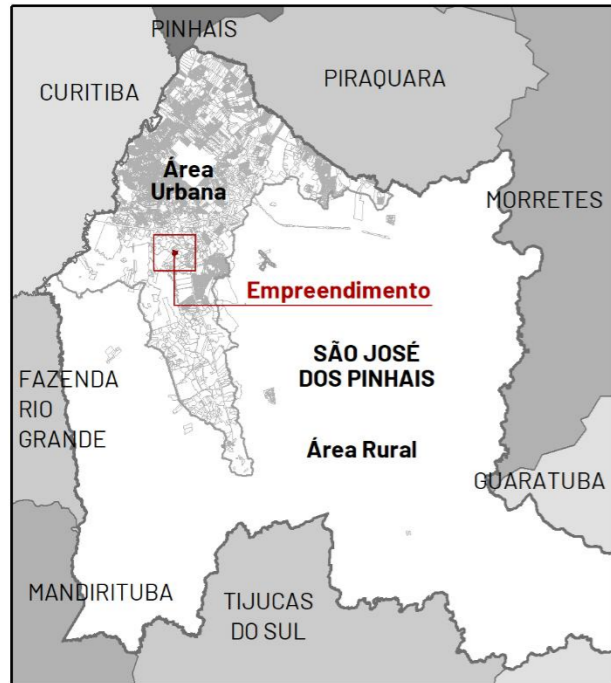 PINHAIS
CURITIBA
PIRAQUARA
Área
Urbana
MORRETES
Empreendimento
SÃO JOSÉ
DOS PINHAIS
FAZENDA
RIO
GRANDE
Área Rural
GUARATUBA
MANDIRITUBA
TIJUCAS
DO SUL